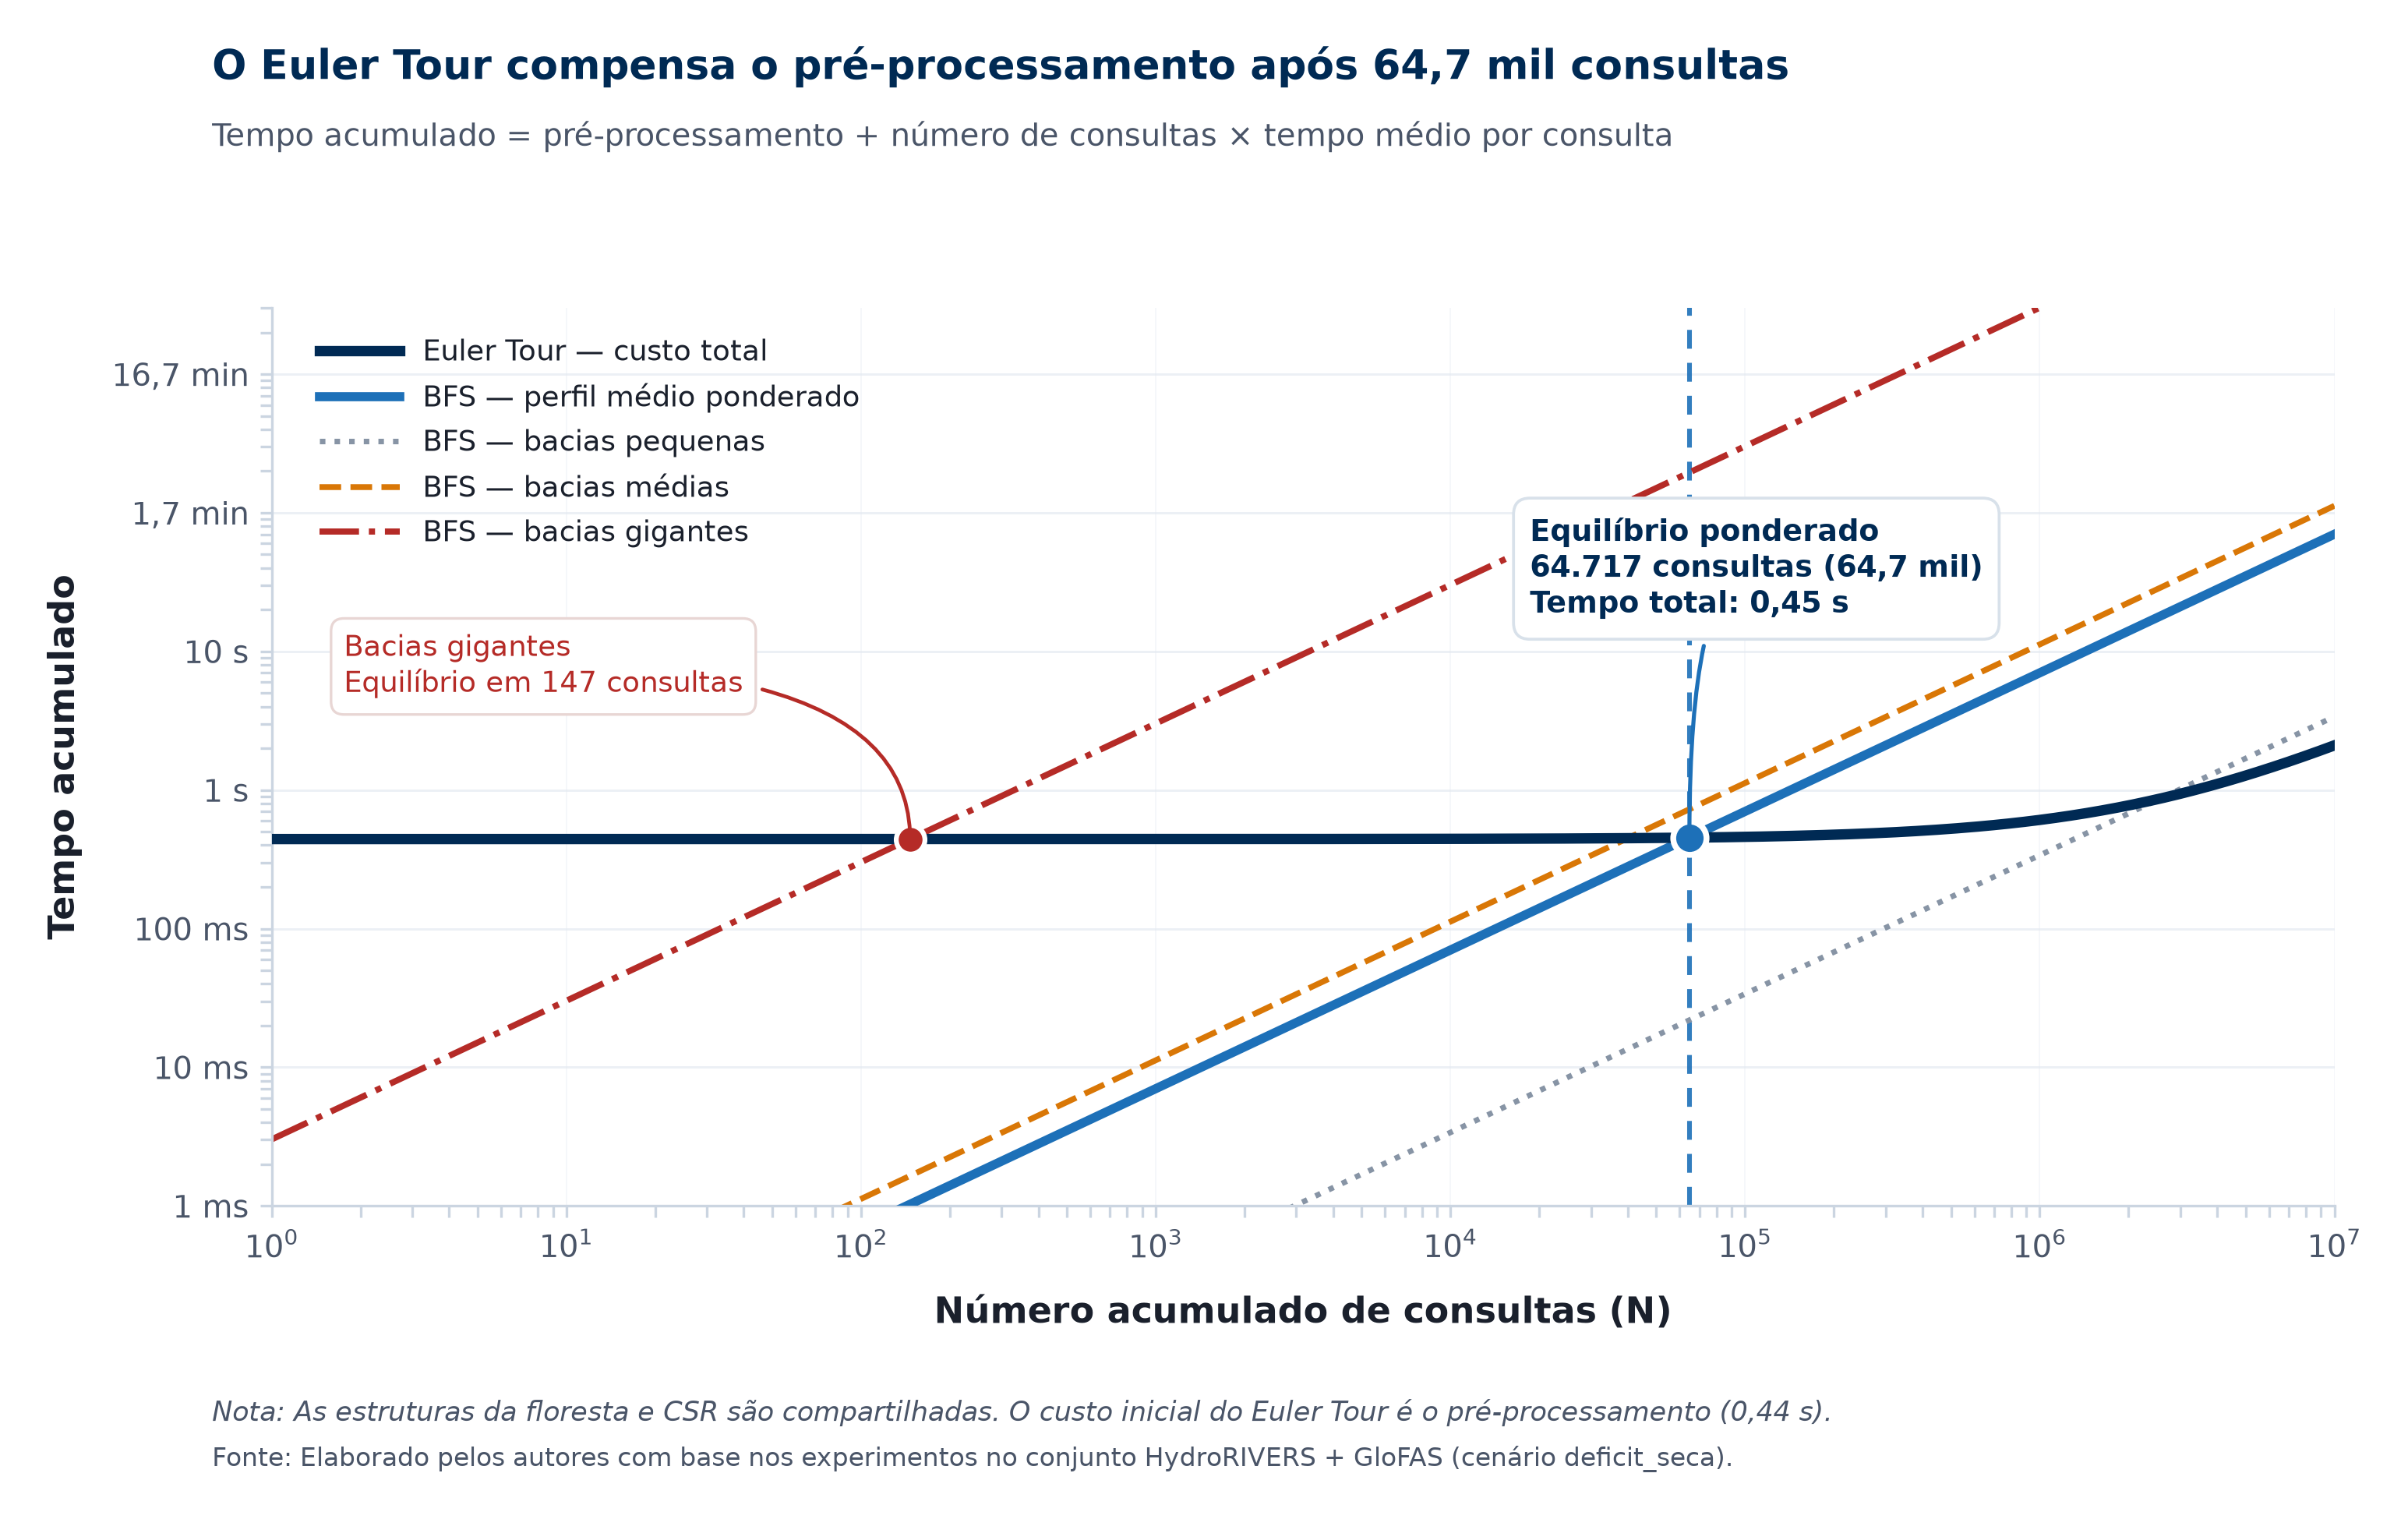 O Euler Tour compensa o pré-processamento após 64,7 mil consultas
Tempo acumulado = pré-processamento + número de consultas × tempo médio por consulta
Euler Tour — custo total
BFS — perfil médio ponderado
BFS — bacias pequenas
BFS — bacias médias
BFS — bacias gigantes
Equilíbrio ponderado
64.717 consultas (64,7 mil)
Tempo total: 0,45 s
Bacias gigantes
Equilíbrio em 147 consultas
Tempo acumulado
16,7 min
1,7 min
10 s
1 s
100 ms
10 ms
1 ms
10⁰ 10¹ 10² 10³ 10⁴ 10⁵ 10⁶ 10⁷
Número acumulado de consultas (N)
Nota: As estruturas da floresta e CSR são compartilhadas. O custo inicial do Euler Tour é o pré-processamento (0,44 s).
Fonte: Elaborado pelos autores com base nos experimentos no conjunto HydroRIVERS + GloFAS (cenário deficit_seca).